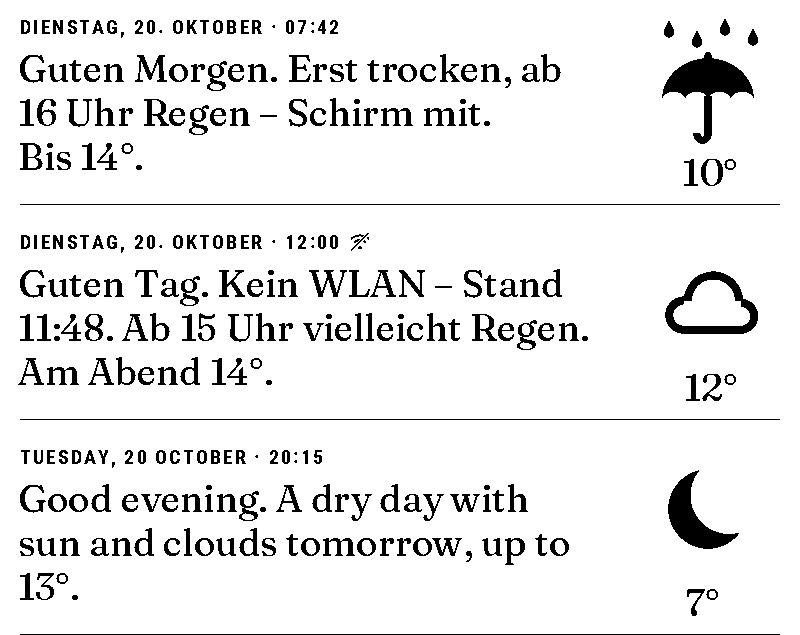 DIENSTAG, 20. OKTOBER · 07:42
Guten Morgen. Erst trocken, ab
16 Uhr Regen – Schirm mit.
Bis 14°.
10°
DIENSTAG, 20. OKTOBER · 12:00
Guten Tag. Kein WLAN – Stand
11:48. Ab 15 Uhr vielleicht Regen.
Am Abend 14°.
12°
TUESDAY, 20 OCTOBER · 20:15
Good evening. A dry day with
sun and clouds tomorrow, up to
13°.
7°